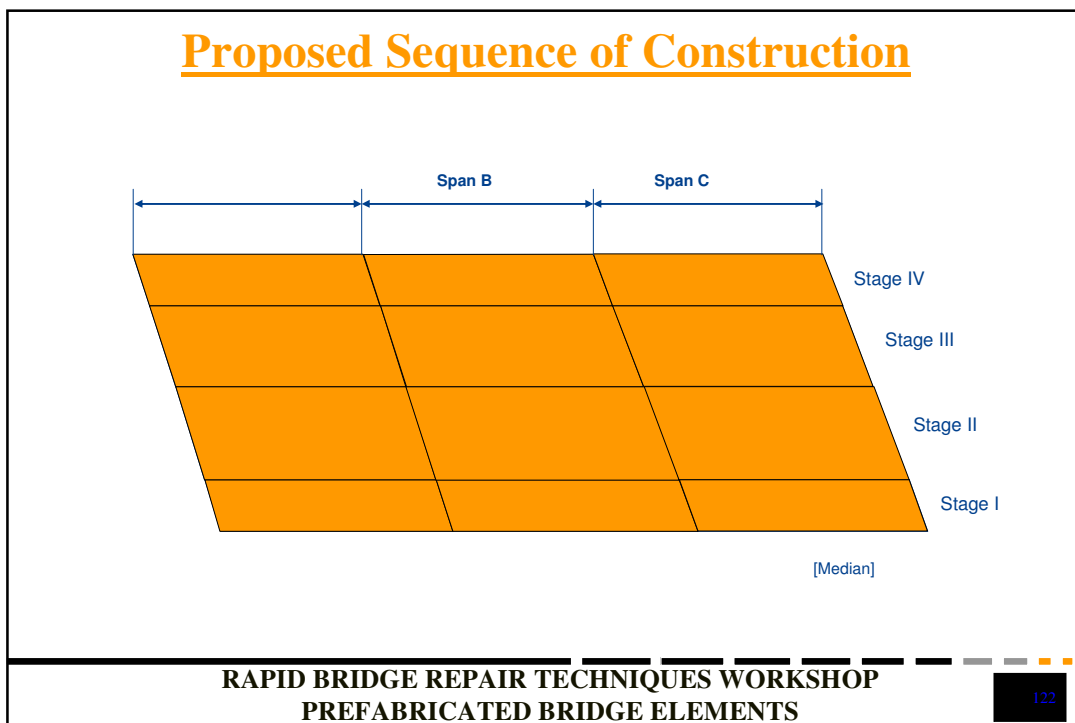 Proposed Sequence of Construction
Span B
Span C
Stage IV
Stage III
Stage II
Stage I
[Median]
RAPID BRIDGE REPAIR TECHNIQUES WORKSHOP
PREFABRICATED BRIDGE ELEMENTS
122